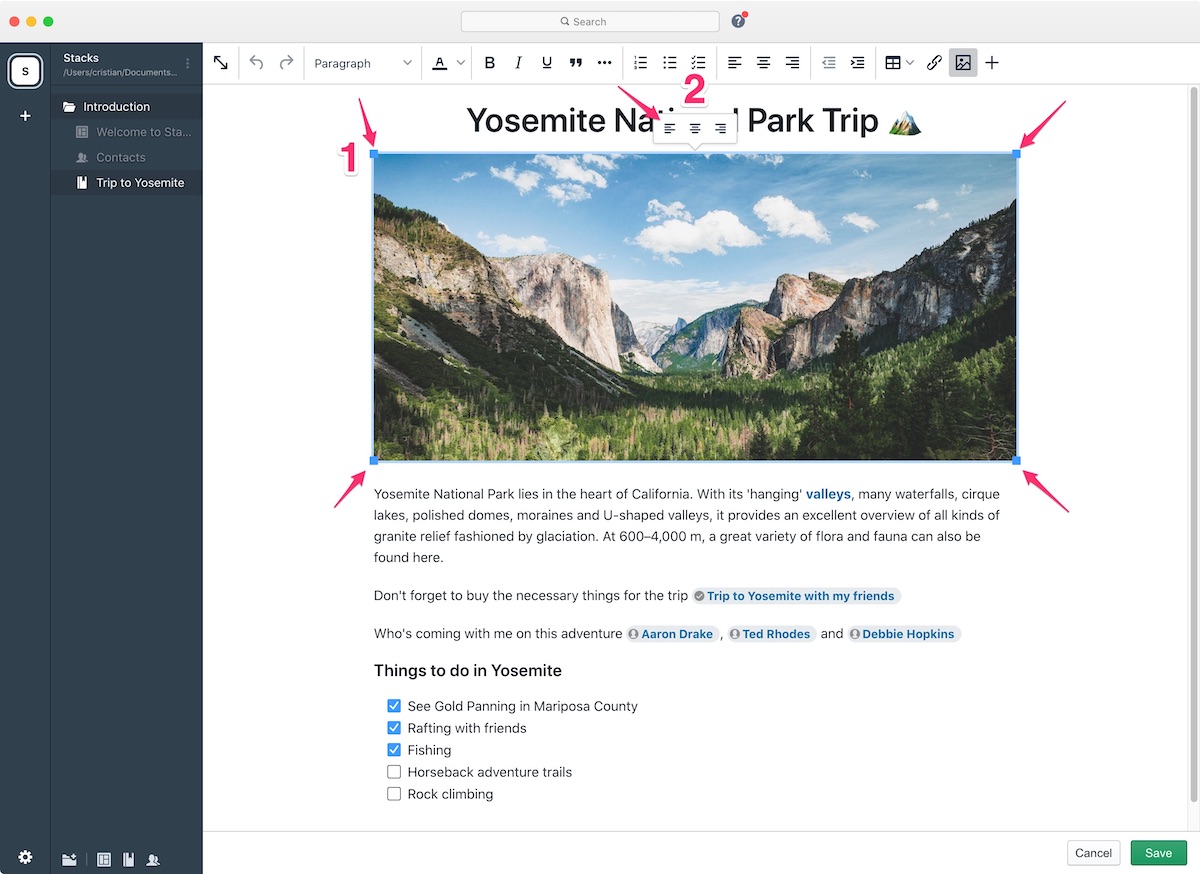 Search
?
S
Stacks
/Users/cristian/Documents...
Introduction
Welcome to Sta...
Contacts
Trip to Yosemite
Paragraph
A
B I U
2
Yosemite Na l Park Trip
1
Yosemite National Park lies in the heart of California. With its 'hanging' valleys, many waterfalls, cirque
lakes, polished domes, moraines and U-shaped valleys, it provides an excellent overview of all kinds of
granite relief fashioned by glaciation. At 600–4,000 m, a great variety of flora and fauna can also be
found here.
Don't forget to buy the necessary things for the trip Trip to Yosemite with my friends
Who's coming with me on this adventure Aaron Drake , Ted Rhodes and Debbie Hopkins
Things to do in Yosemite
See Gold Panning in Mariposa County
Rafting with friends
Fishing
Horseback adventure trails
Rock climbing
Cancel
Save